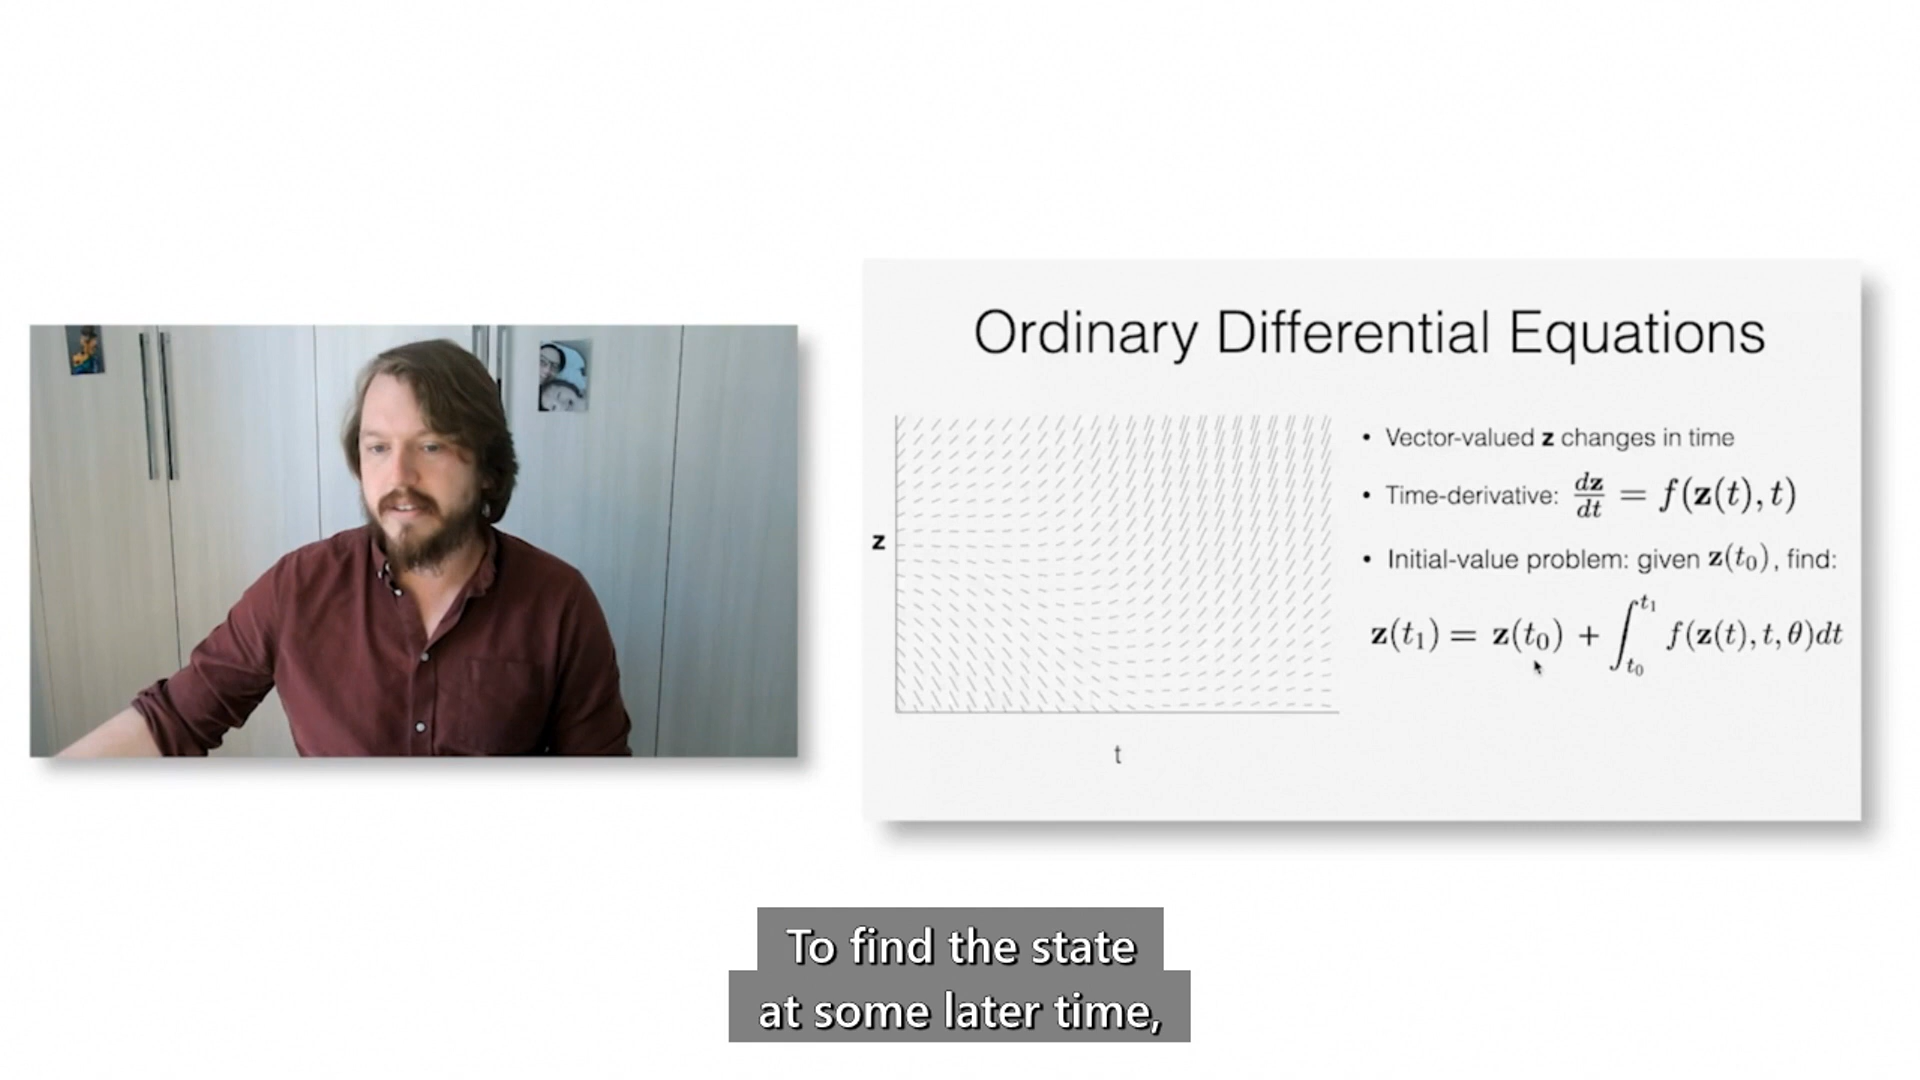 Ordinary Differential Equations
z
t
• Vector-valued z changes in time
• Time-derivative: dz/dt = f(z(t), t)
• Initial-value problem: given z(t₀), find:
z(t₁) = z(t₀) + ∫_{t₀}^{t₁} f(z(t), t, θ)dt
To find the state
at some later time,